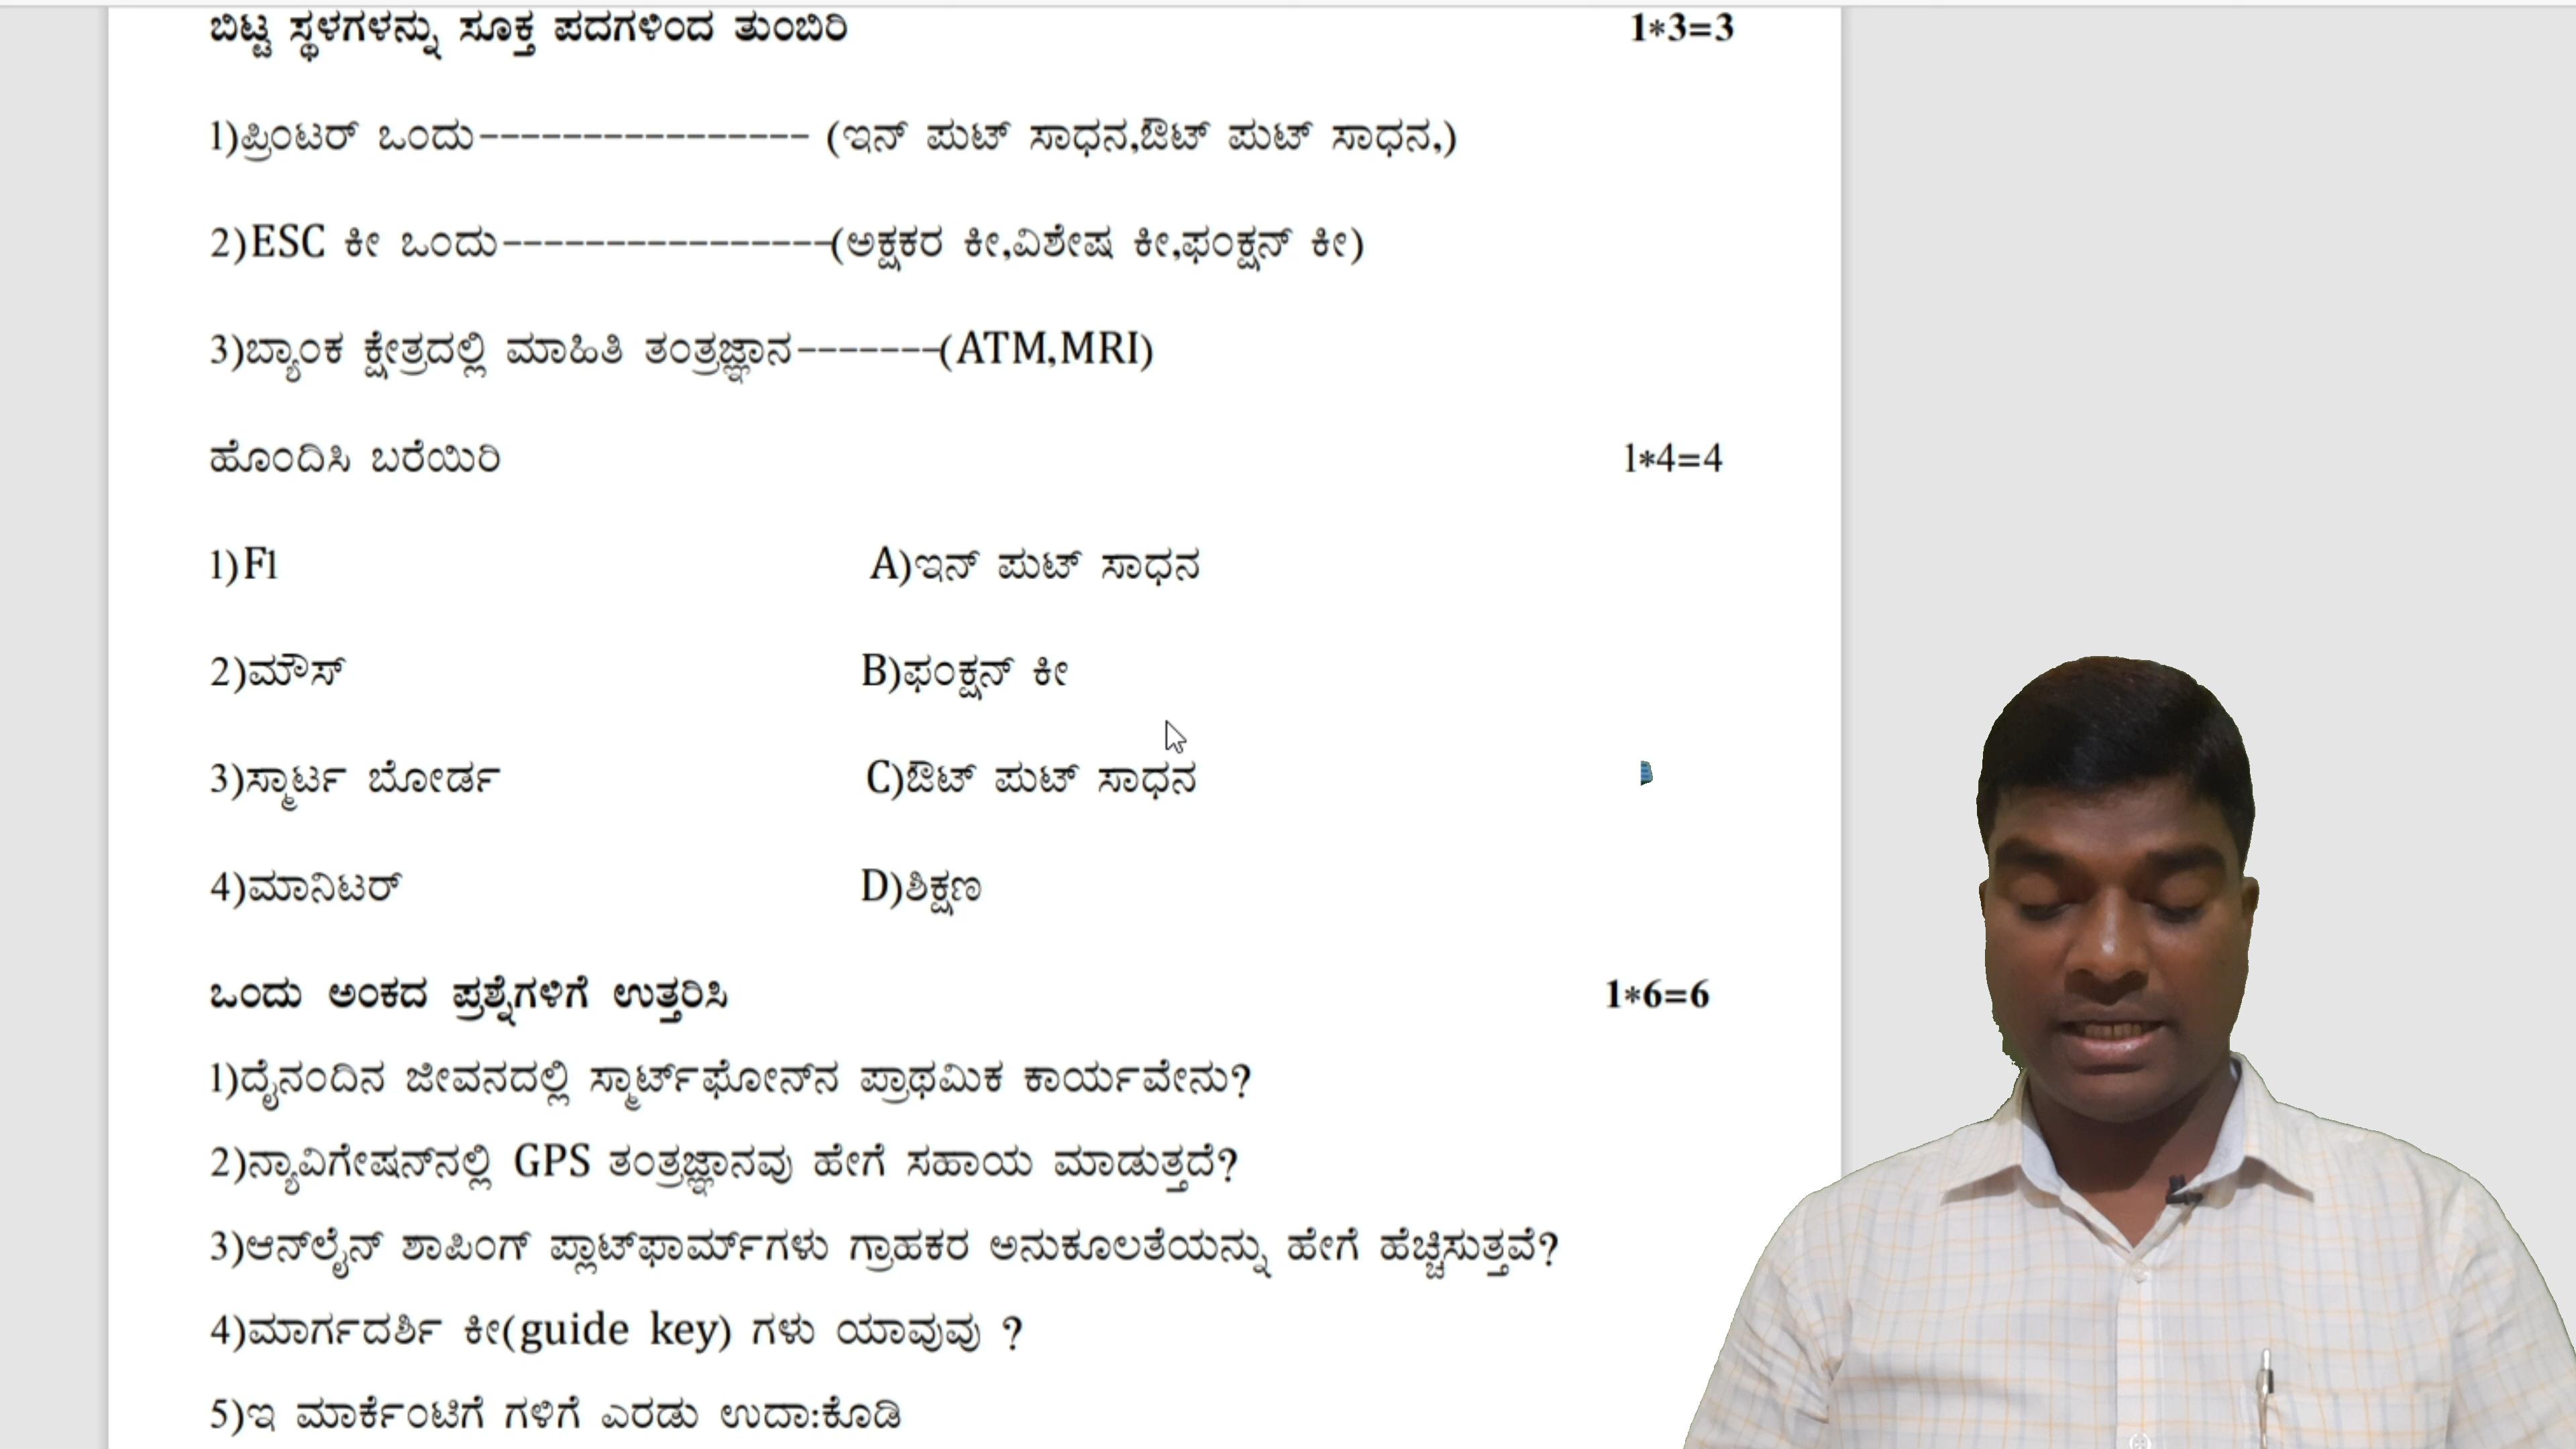 ಬಿಟ್ಟ ಸ್ಥಳಗಳನ್ನು ಸೂಕ್ತ ಪದಗಳಿಂದ ತುಂಬಿರಿ 1*3=3
1)ಪ್ರಿಂಟರ್ ಒಂದು---------------- (ಇನ್ ಪುಟ್ ಸಾಧನ,ಔಟ್ ಪುಟ್ ಸಾಧನ,)
2)ESC ಕೀ ಒಂದು----------------(ಅಕ್ಷಕರ ಕೀ,ವಿಶೇಷ ಕೀ,ಫಂಕ್ಷನ್ ಕೀ)
3)ಬ್ಯಾಂಕ ಕ್ಷೇತ್ರದಲ್ಲಿ ಮಾಹಿತಿ ತಂತ್ರಜ್ಞಾನ-------(ATM,MRI)
ಹೊಂದಿಸಿ ಬರೆಯಿರಿ 1*4=4
1)F1 A)ಇನ್ ಪುಟ್ ಸಾಧನ
2)ಮೌಸ್ B)ಫಂಕ್ಷನ್ ಕೀ
3)ಸ್ಮಾರ್ಟ ಬೋರ್ಡ C)ಔಟ್ ಪುಟ್ ಸಾಧನ
4)ಮಾನಿಟರ್ D)ಶಿಕ್ಷಣ
ಒಂದು ಅಂಕದ ಪ್ರಶ್ನೆಗಳಿಗೆ ಉತ್ತರಿಸಿ 1*6=6
1)ದೈನಂದಿನ ಜೀವನದಲ್ಲಿ ಸ್ಮಾರ್ಟ್‌ಫೋನ್‌ನ ಪ್ರಾಥಮಿಕ ಕಾರ್ಯವೇನು?
2)ನ್ಯಾವಿಗೇಷನ್‌ನಲ್ಲಿ GPS ತಂತ್ರಜ್ಞಾನವು ಹೇಗೆ ಸಹಾಯ ಮಾಡುತ್ತದೆ?
3)ಆನ್‌ಲೈನ್ ಶಾಪಿಂಗ್ ಪ್ಲಾಟ್‌ಫಾರ್ಮ್‌ಗಳು ಗ್ರಾಹಕರ ಅನುಕೂಲತೆಯನ್ನು ಹೇಗೆ ಹೆಚ್ಚಿಸುತ್ತವೆ?
4)ಮಾರ್ಗದರ್ಶಿ ಕೀ(guide key) ಗಳು ಯಾವುವು ?
5)ಇ ಮಾರ್ಕೆಂಟಿಗೆ ಗಳಿಗೆ ಎರಡು ಉದಾ:ಕೊಡಿ